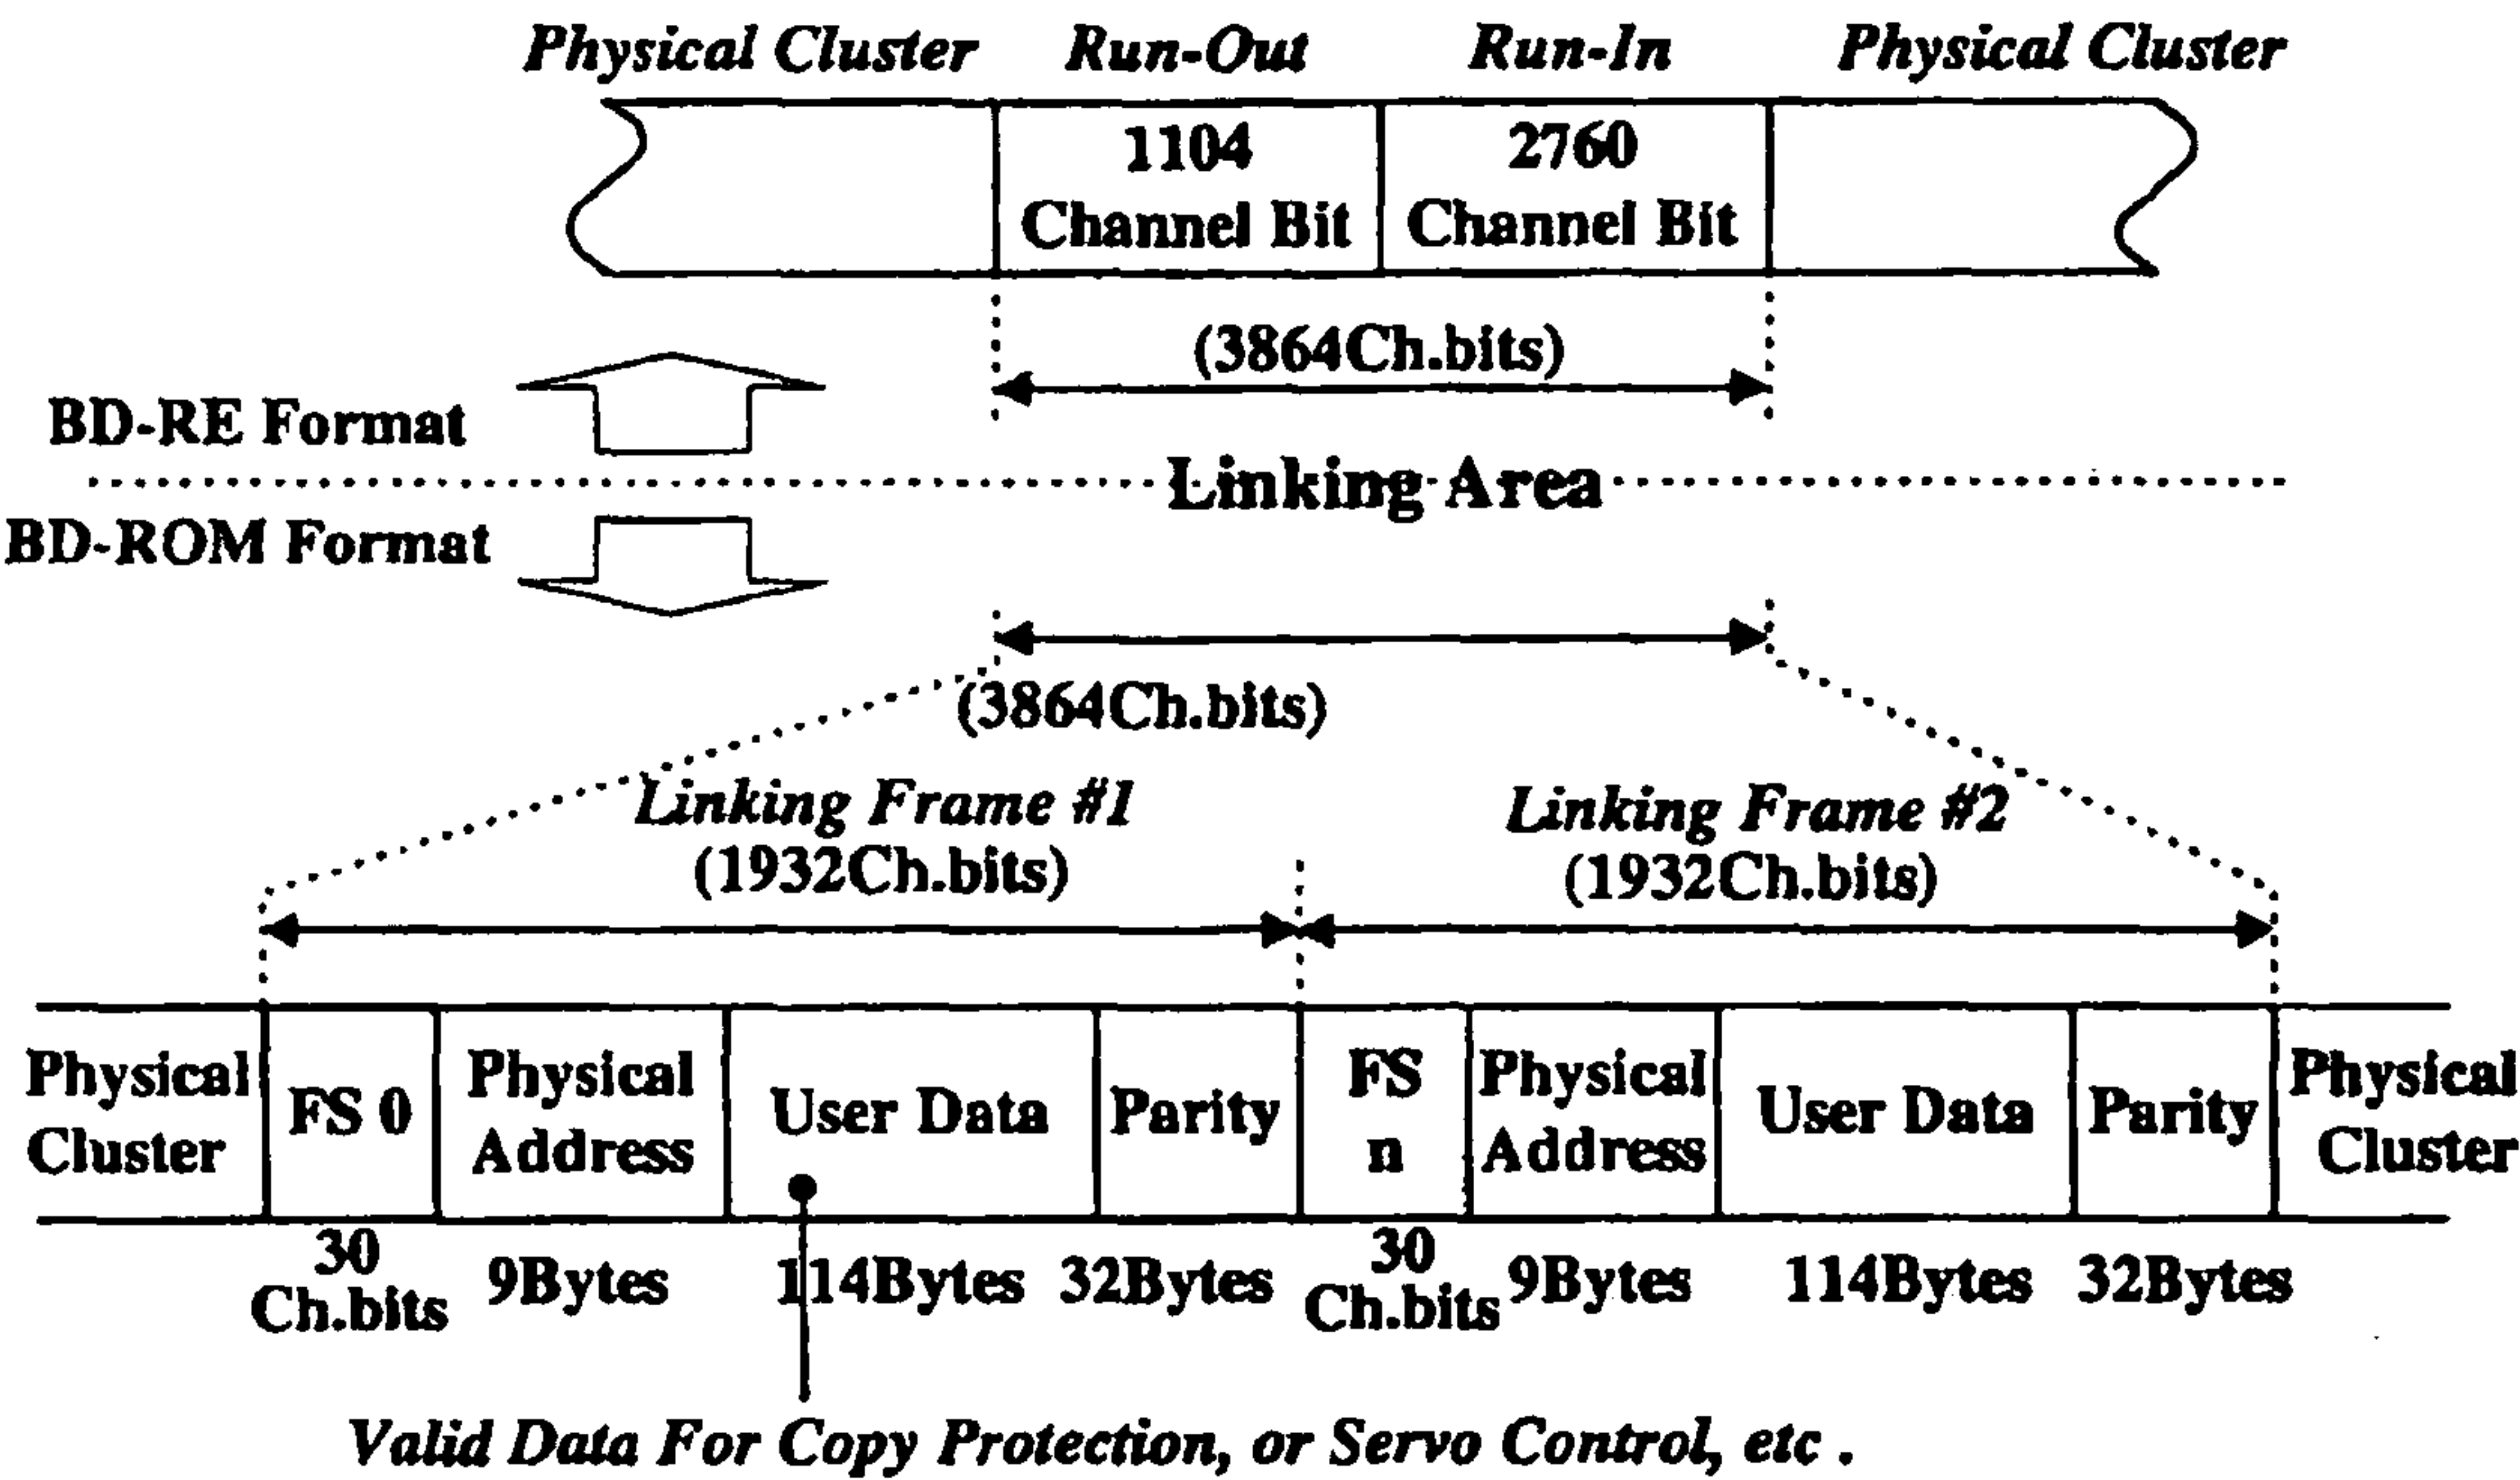 Physical Cluster Run-Out Run-In Physical Cluster
1104 Channel Bit
2760 Channel Bit
(3864Ch.bits)
BD-RE Format
Linking Area
BD-ROM Format
(3864Ch.bits)
Linking Frame #1
(1932Ch.bits)
Linking Frame #2
(1932Ch.bits)
Physical Cluster
FS 0
Physical Address
User Data
Parity
FS n
Physical Address
User Data
Parity
Physical Cluster
30 Ch.bits
9Bytes
114Bytes
32Bytes
30 Ch.bits
9Bytes
114Bytes
32Bytes
Valid Data For Copy Protection, or Servo Control, etc .